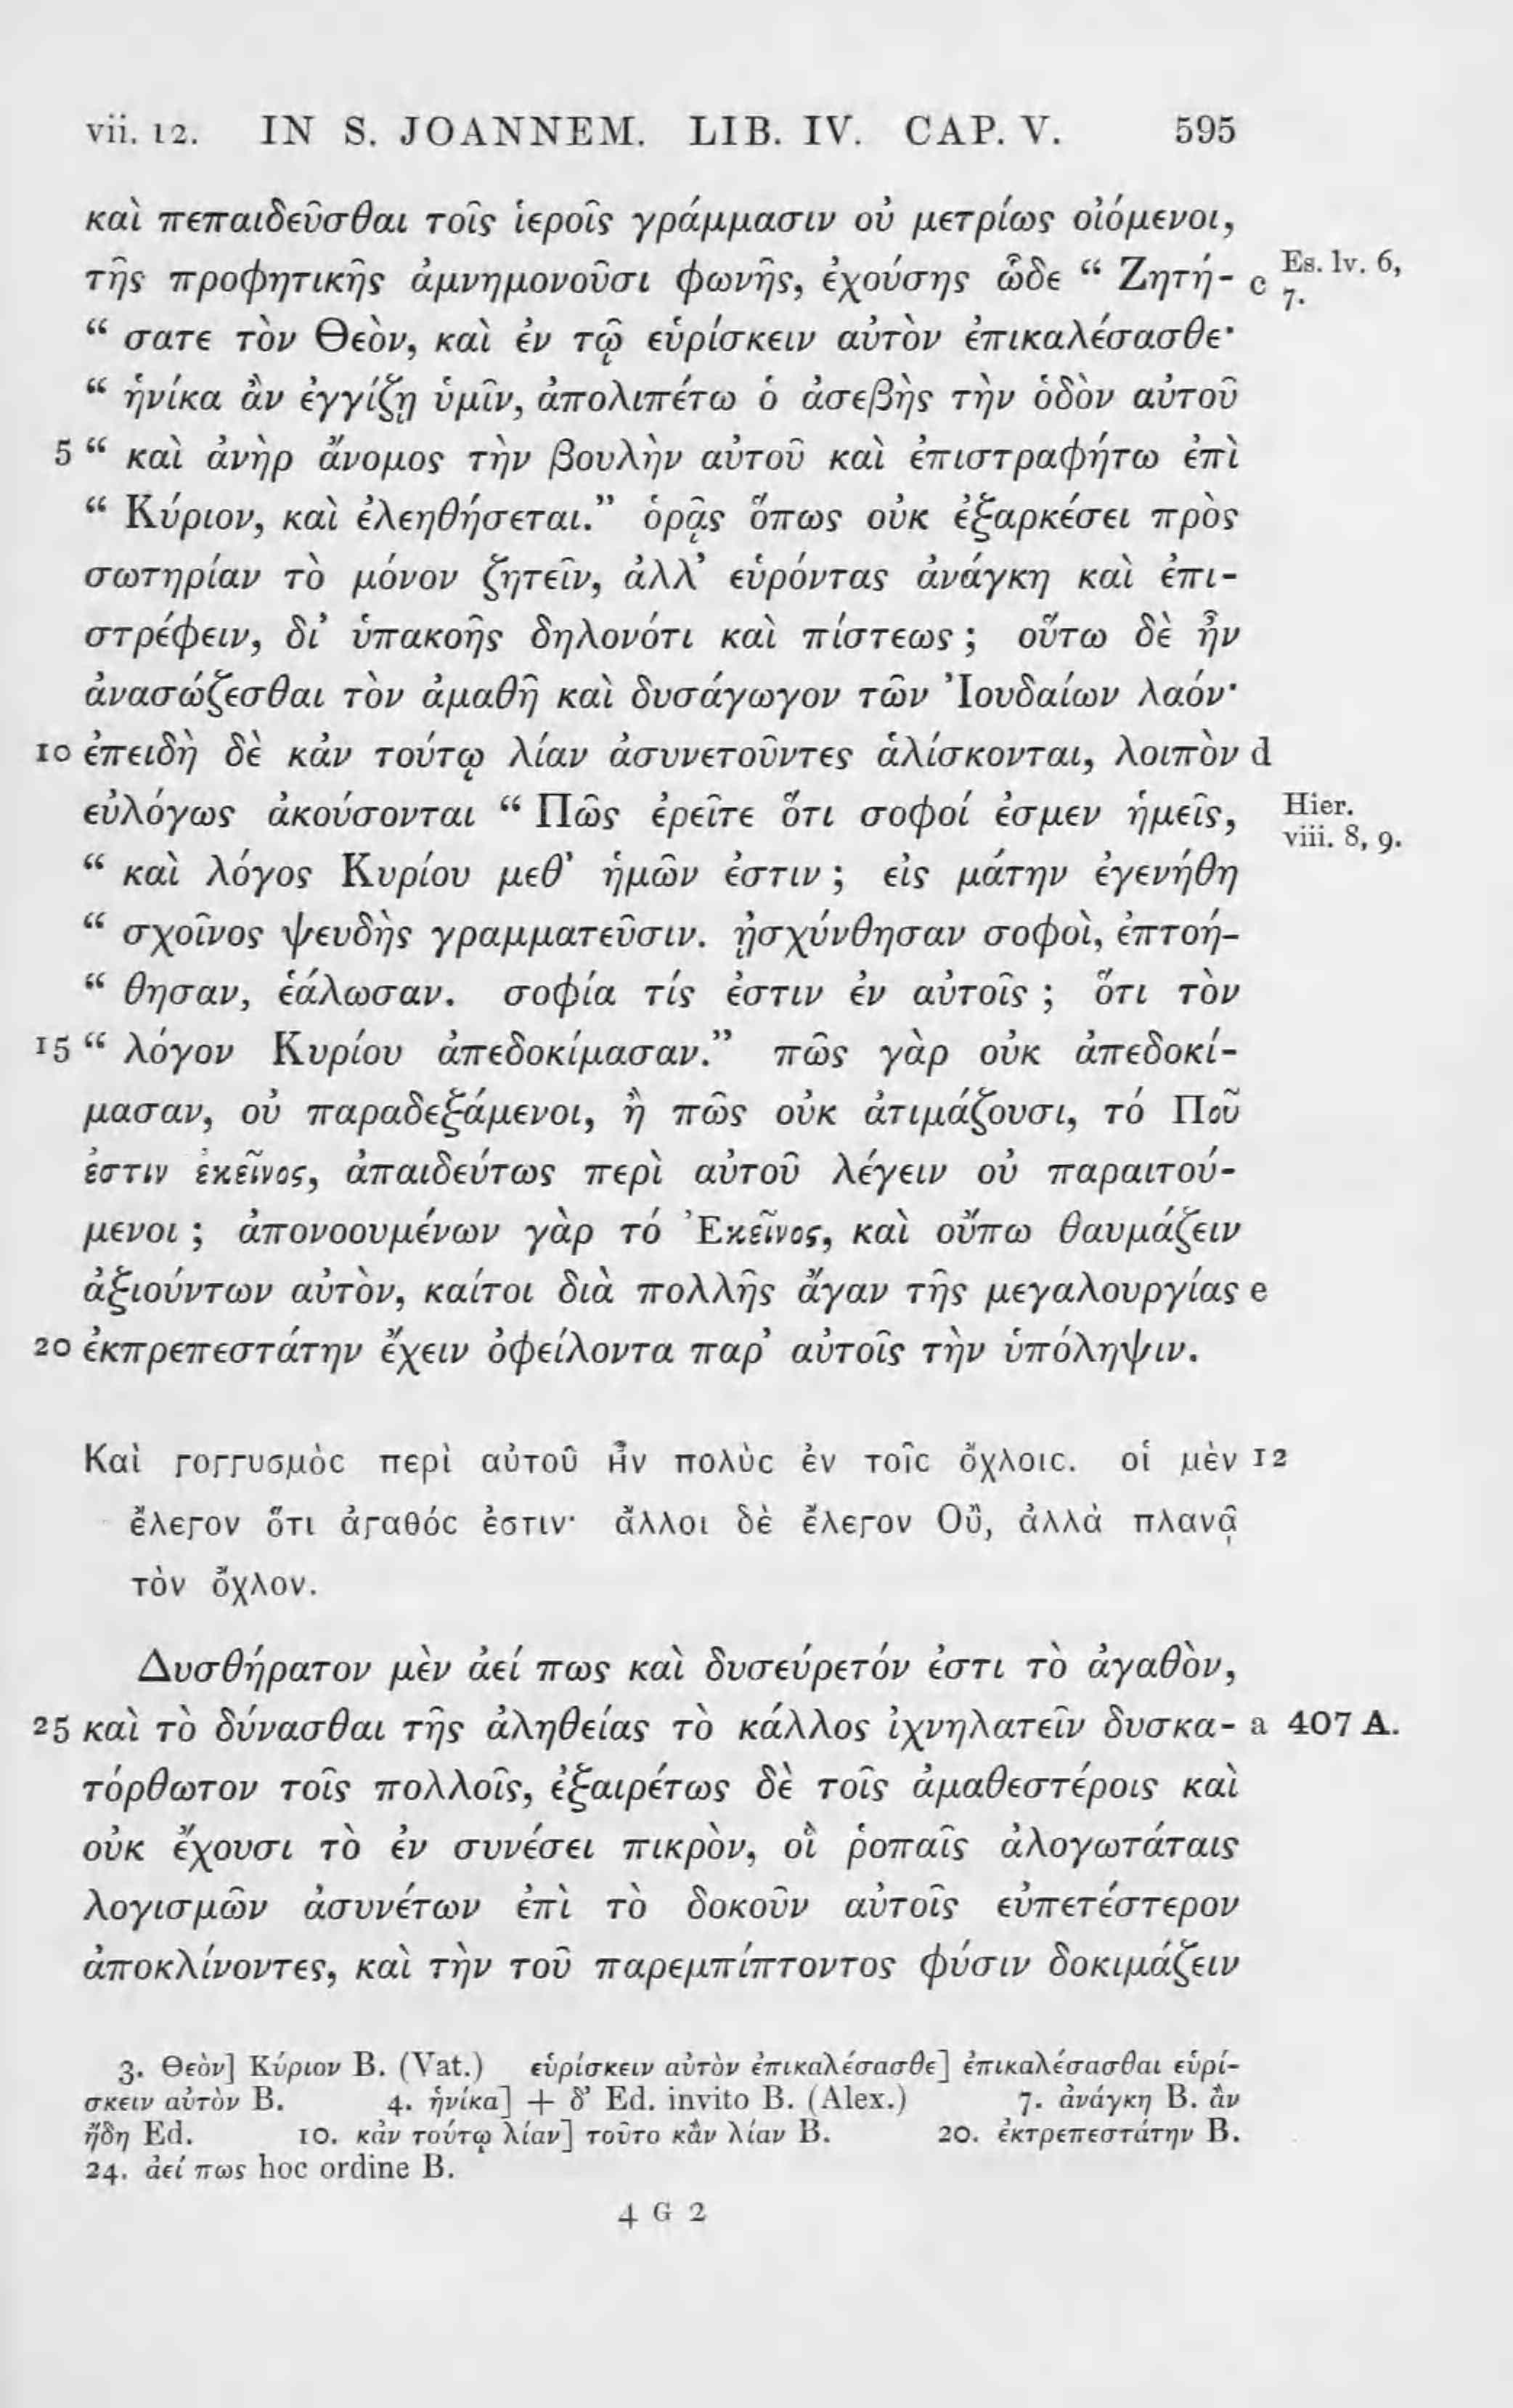 vii. 12. IN S. JOANNEM. LIB. IV. CAP. V. 595
καὶ πεπαιδεῦσθαι τοῖς ἱεροῖς γράμμασιν οὐ μετρίως οἰόμενοι,
τῆς προφητικῆς ἀμνημονοῦσι φωνῆς, ἐχούσης ὧδε “ Ζητή- c Es. lv. 6, 7.
“ σατε τὸν Θεὸν, καὶ ἐν τῷ εὑρίσκειν αὐτὸν ἐπικαλέσασθε·
“ ἡνίκα ἂν ἐγγίζῃ ὑμῖν, ἀπολιπέτω ὁ ἀσεβὴς τὴν ὁδὸν αὐτοῦ
5 “ καὶ ἀνὴρ ἄνομος τὴν βουλὴν αὐτοῦ καὶ ἐπιστραφήτω ἐπὶ
“ Κύριον, καὶ ἐλεηθήσεται.” ὁρᾷς ὅπως οὐκ ἐξαρκέσει πρὸς
σωτηρίαν τὸ μόνον ζητεῖν, ἀλλ’ εὑρόντας ἀνάγκη καὶ ἐπι-
στρέφειν, δι’ ὑπακοῆς δηλονότι καὶ πίστεως ; οὕτω δὲ ἦν
ἀνασώζεσθαι τὸν ἀμαθῆ καὶ δυσάγωγον τῶν Ἰουδαίων λαόν·
10 ἐπειδὴ δὲ κἀν τούτῳ λίαν ἀσυνετοῦντες ἁλίσκονται, λοιπὸν d
εὐλόγως ἀκούσονται “ Πῶς ἐρεῖτε ὅτι σοφοί ἐσμεν ἡμεῖς, Hier. viii. 8, 9.
“ καὶ λόγος Κυρίου μεθ’ ἡμῶν ἐστιν ; εἰς μάτην ἐγενήθη
“ σχοῖνος ψευδὴς γραμματεῦσιν. ᾐσχύνθησαν σοφοὶ, ἐπτοή-
“ θησαν, ἑάλωσαν. σοφία τίς ἐστιν ἐν αὐτοῖς ; ὅτι τὸν
15 “ λόγον Κυρίου ἀπεδοκίμασαν.” πῶς γὰρ οὐκ ἀπεδοκί-
μασαν, οὐ παραδεξάμενοι, ἢ πῶς οὐκ ἀτιμάζουσι, τό Ποῦ
ἐστιν ἐκεῖνος, ἀπαιδεύτως περὶ αὐτοῦ λέγειν οὐ παραιτού-
μενοι ; ἀπονοουμένων γὰρ τό Ἐκεῖνος, καὶ οὔπω θαυμάζειν
ἀξιούντων αὐτὸν, καίτοι διὰ πολλῆς ἄγαν τῆς μεγαλουργίας e
20 ἐκπρεπεστάτην ἔχειν ὀφείλοντα παρ’ αὐτοῖς τὴν ὑπόληψιν.
Καὶ γογγυσμὸς περὶ αὐτοῦ ἦν πολὺς ἐν τοῖς ὄχλοις. οἱ μὲν 12
ἔλεγον ὅτι ἀγαθός ἐστιν· ἄλλοι δὲ ἔλεγον Οὒ, ἀλλὰ πλανᾷ
τὸν ὄχλον.
Δυσθήρατον μὲν ἀεί πως καὶ δυσεύρετόν ἐστι τὸ ἀγαθὸν,
25 καὶ τὸ δύνασθαι τῆς ἀληθείας τὸ κάλλος ἰχνηλατεῖν δυσκα- a 407 A.
τόρθωτον τοῖς πολλοῖς, ἐξαιρέτως δὲ τοῖς ἀμαθεστέροις καὶ
οὐκ ἔχουσι τὸ ἐν συνέσει πικρὸν, οἳ ῥοπαῖς ἀλογωτάταις
λογισμῶν ἀσυνέτων ἐπὶ τὸ δοκοῦν αὐτοῖς εὐπετέστερον
ἀποκλίνοντες, καὶ τὴν τοῦ παρεμπίπτοντος φύσιν δοκιμάζειν
3. Θεὸν] Κύριον B. (Vat.) εὑρίσκειν αὐτὸν ἐπικαλέσασθε] ἐπικαλέσασθαι εὑρί-
σκειν αὐτὸν B. 4. ἡνίκα] + δ’ Ed. invito B. (Alex.) 7. ἀνάγκη B. ἂν
ἤδη Ed. 10. κἀν τούτῳ λίαν] τοῦτο κἂν λίαν B. 20. ἐκτρεπεστάτην B.
24. ἀεί πως hoc ordine B.
4 G 2